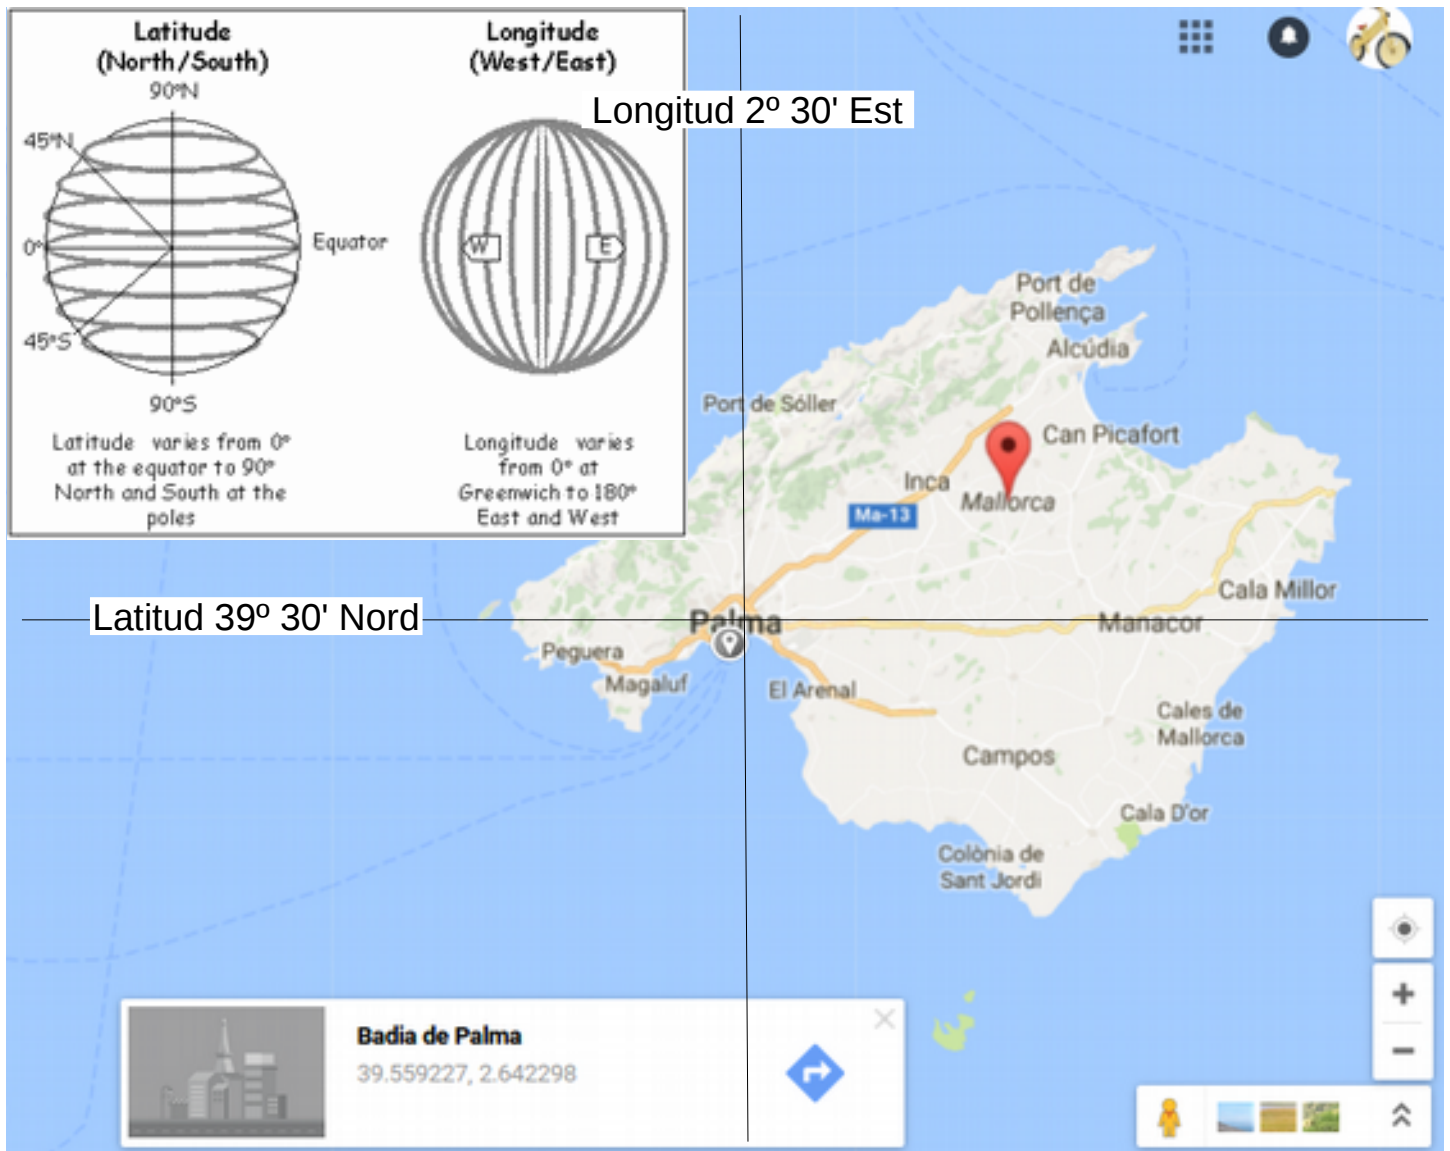 Latitude
(North/South)
90°N
45°N
0°
Equator
45°S
90°S
Latitude varies from 0°
at the equator to 90°
North and South at the
poles
Longitude
(West/East)
W
E
Longitude varies
from 0° at
Greenwich to 180°
East and West
Longitud 2º 30' Est
Port de
Pollença
Alcúdia
Port de Sóller
Can Picafort
Inca
Mallorca
Ma-13
Cala Millor
Latitud 39º 30' Nord
Palma
Manacor
Peguera
Magaluf
El Arenal
Cales de
Mallorca
Campos
Cala D'or
Colònia de
Sant Jordi
Badia de Palma
39.559227, 2.642298